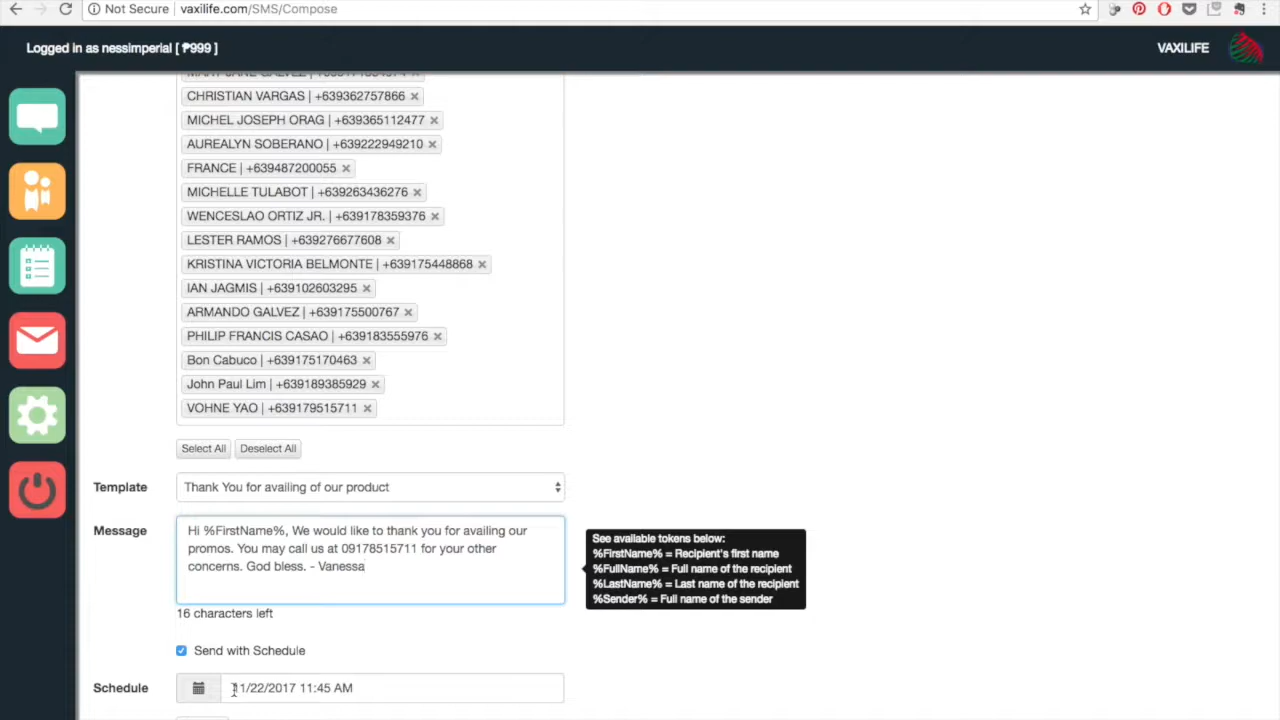 Not Secure | vaxilife.com/SMS/Compose
Logged in as nessimperial [ ₱999 ]
VAXILIFE
CHRISTIAN VARGAS | +639362757866 ×
MICHEL JOSEPH ORAG | +639365112477 ×
AUREALYN SOBERANO | +639222949210 ×
FRANCE | +639487200055 ×
MICHELLE TULABOT | +639263436276 ×
WENCESLAO ORTIZ JR. | +639178359376 ×
LESTER RAMOS | +639276677608 ×
KRISTINA VICTORIA BELMONTE | +639175448868 ×
IAN JAGMIS | +639102603295 ×
ARMANDO GALVEZ | +639175500767 ×
PHILIP FRANCIS CASAO | +639183555976 ×
Bon Cabuco | +639175170463 ×
John Paul Lim | +639189385929 ×
VOHNE YAO | +639179515711 ×
Select All Deselect All
Template Thank You for availing of our product
Message Hi %FirstName%, We would like to thank you for availing our
promos. You may call us at 09178515711 for your other
concerns. God bless. - Vanessa
See available tokens below:
%FirstName% = Recipient's first name
%FullName% = Full name of the recipient
%LastName% = Last name of the recipient
%Sender% = Full name of the sender
16 characters left
Send with Schedule
Schedule 11/22/2017 11:45 AM